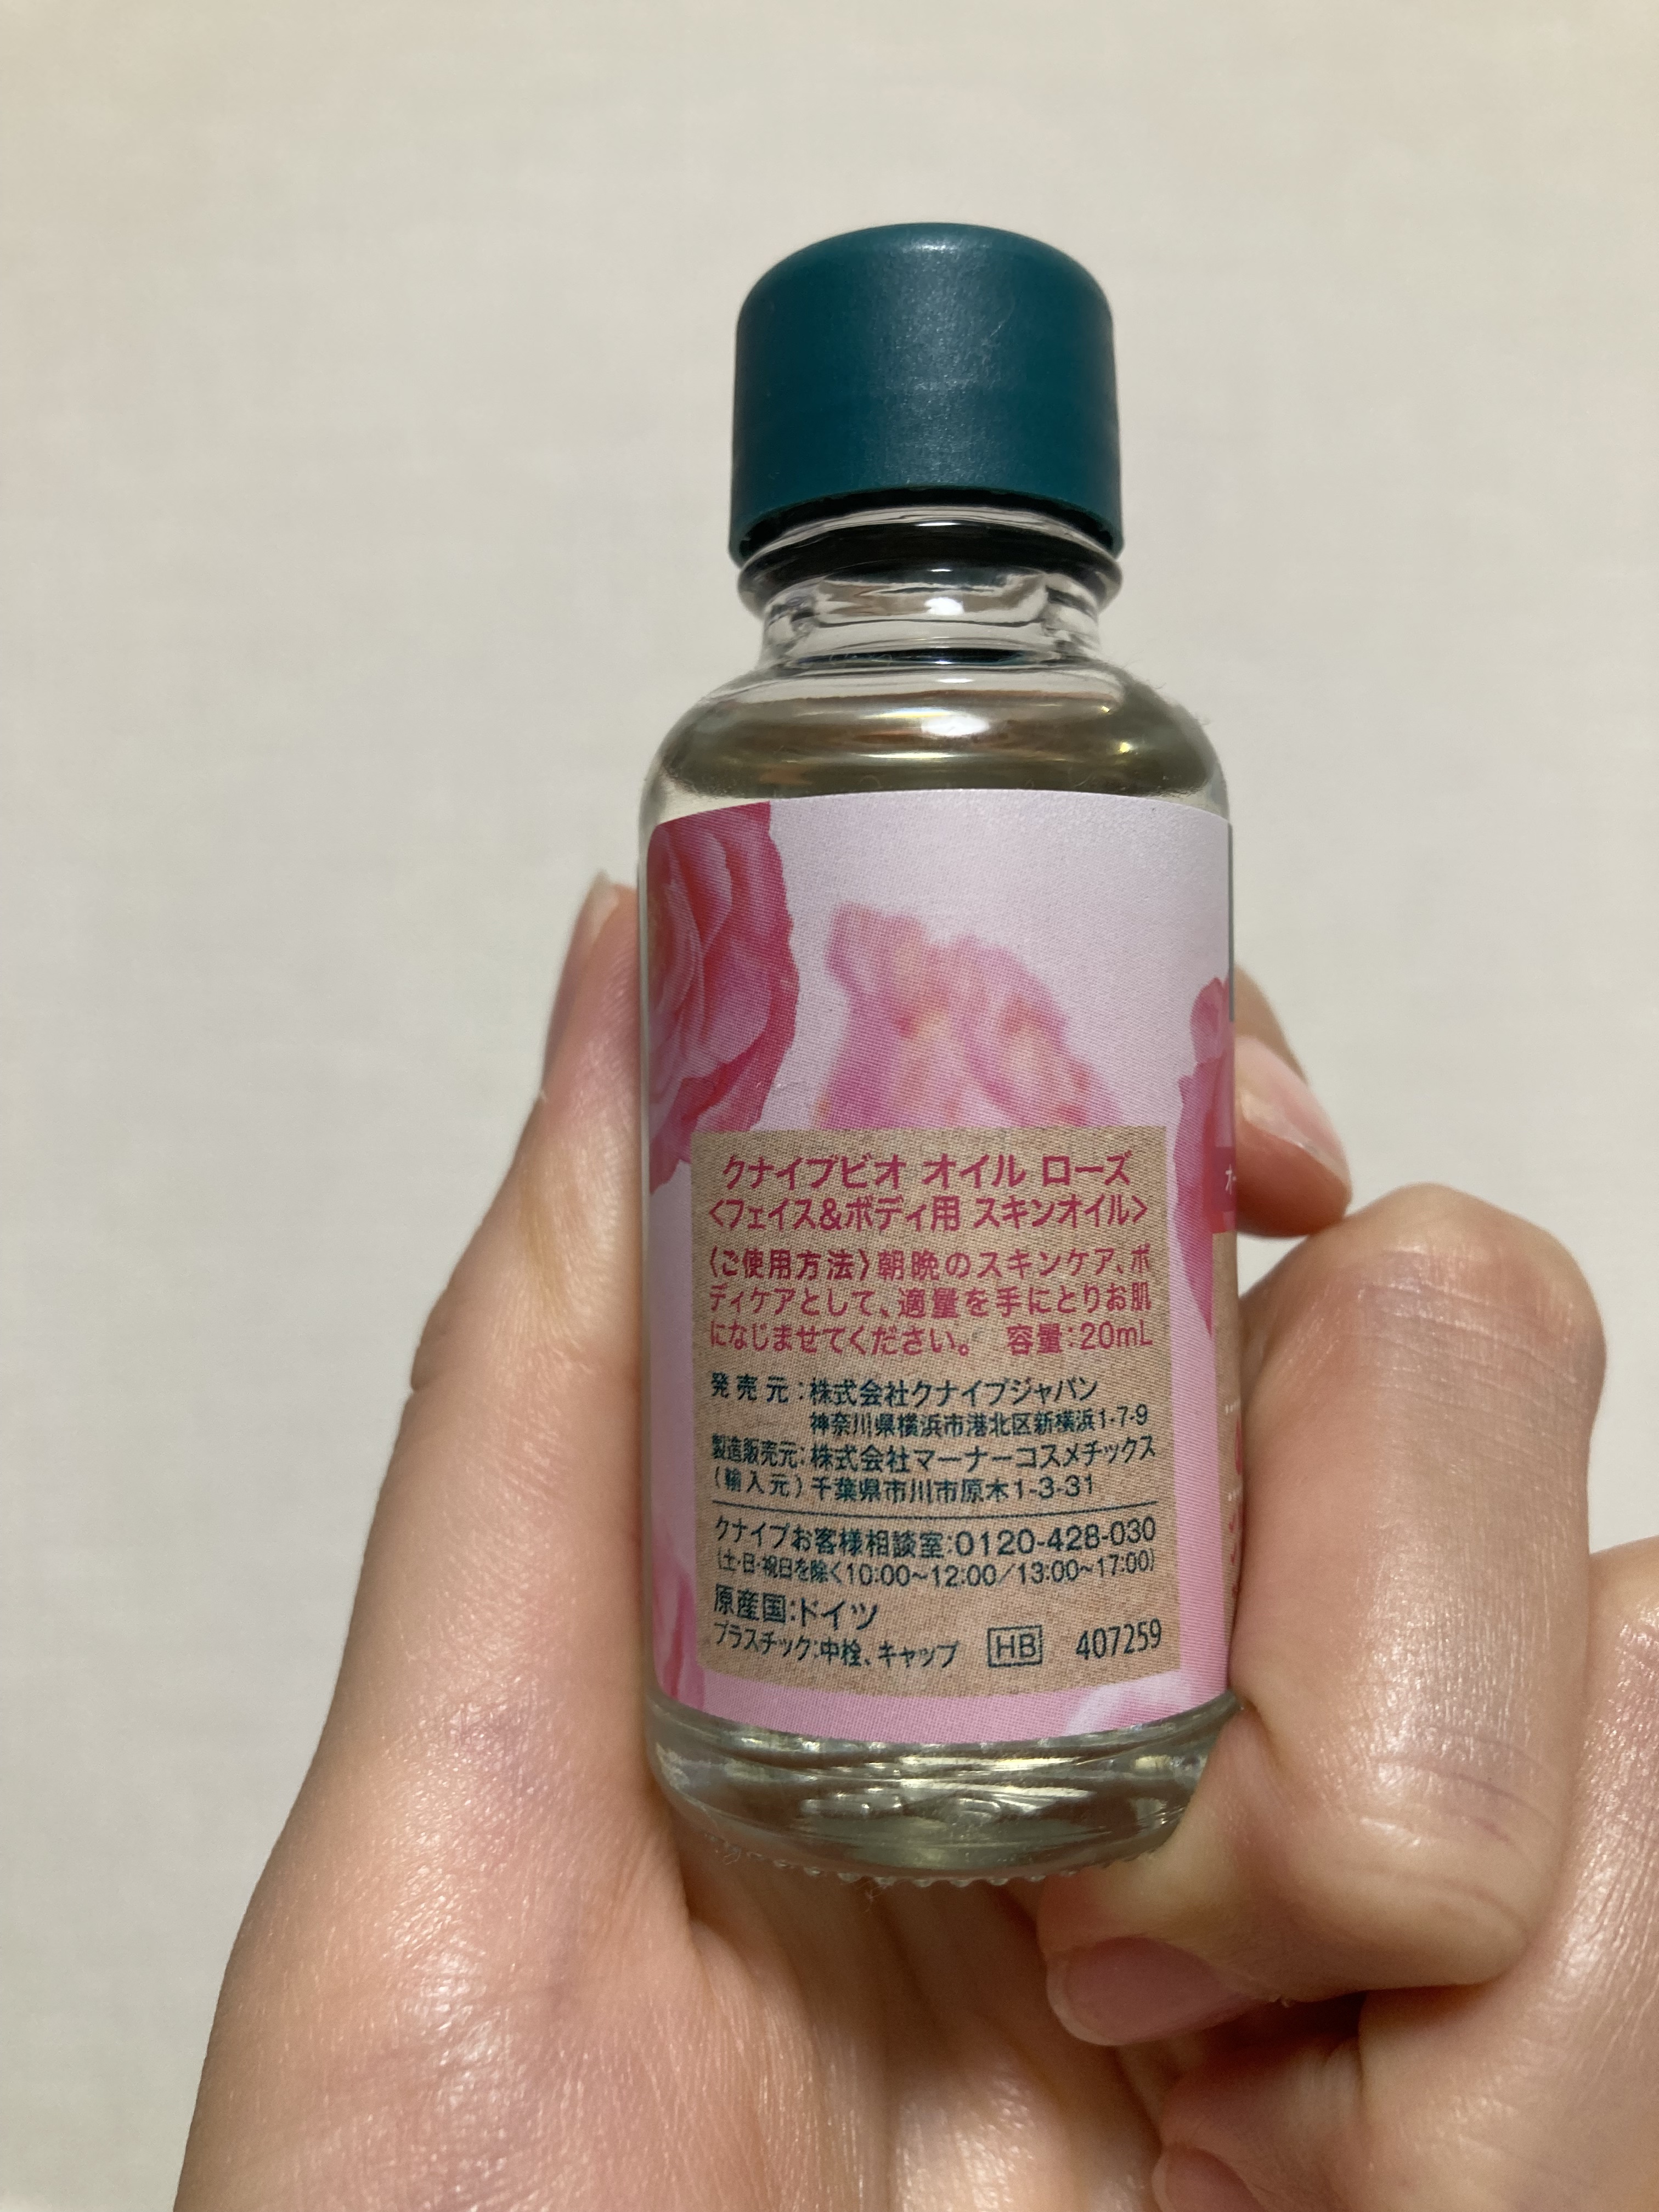 クナイプビオ オイル ローズ
〈フェイス&ボディ用 スキンオイル〉
〈ご使用方法〉朝晩のスキンケア、ボ
ディケアとして、適量を手にとりお肌
になじませてください。 容量:20mL
発売元:株式会社クナイプジャパン
神奈川県横浜市港北区新横浜1-7-9
製造販売元:株式会社マーナーコスメチックス
(輸入元)千葉県市川市原木1-3-31
クナイプお客様相談室:0120-428-030
(土・日・祝日を除く10:00~12:00/13:00~17:00)
原産国:ドイツ
プラスチック:中栓、キャップ HB 407259